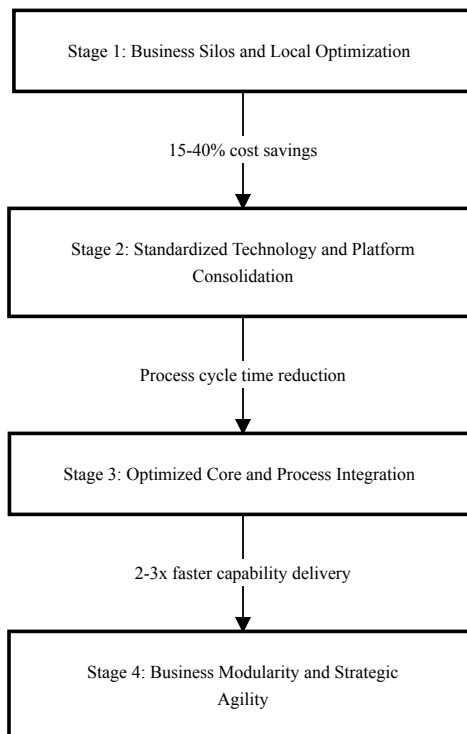 Stage 1: Business Silos and Local Optimization
15-40% cost savings
Stage 2: Standardized Technology and Platform
Consolidation
Process cycle time reduction
Stage 3: Optimized Core and Process Integration
2-3x faster capability delivery
Stage 4: Business Modularity and Strategic
Agility